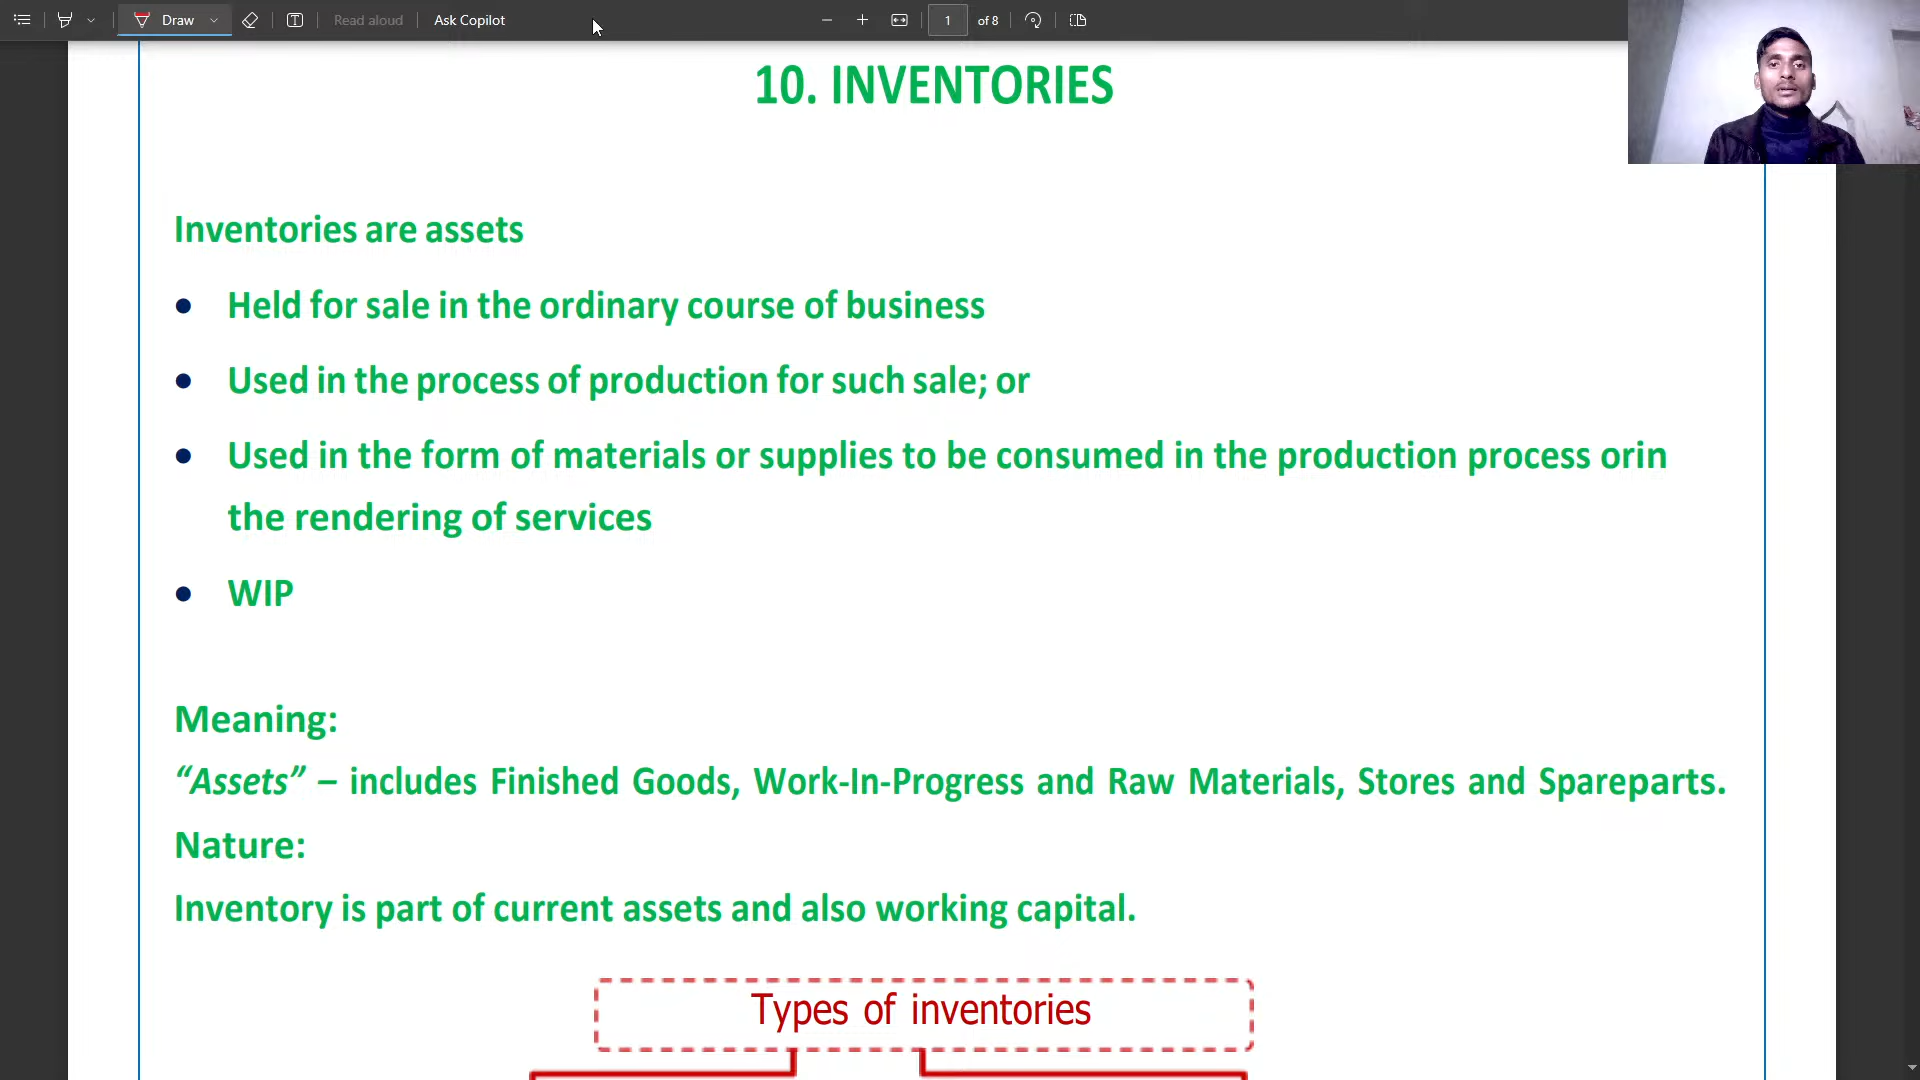 Draw
Read aloud
Ask Copilot
1
of 8
10. INVENTORIES
Inventories are assets
• Held for sale in the ordinary course of business
• Used in the process of production for such sale; or
• Used in the form of materials or supplies to be consumed in the production process orin
the rendering of services
• WIP
Meaning:
“Assets” – includes Finished Goods, Work-In-Progress and Raw Materials, Stores and Spareparts.
Nature:
Inventory is part of current assets and also working capital.
Types of inventories